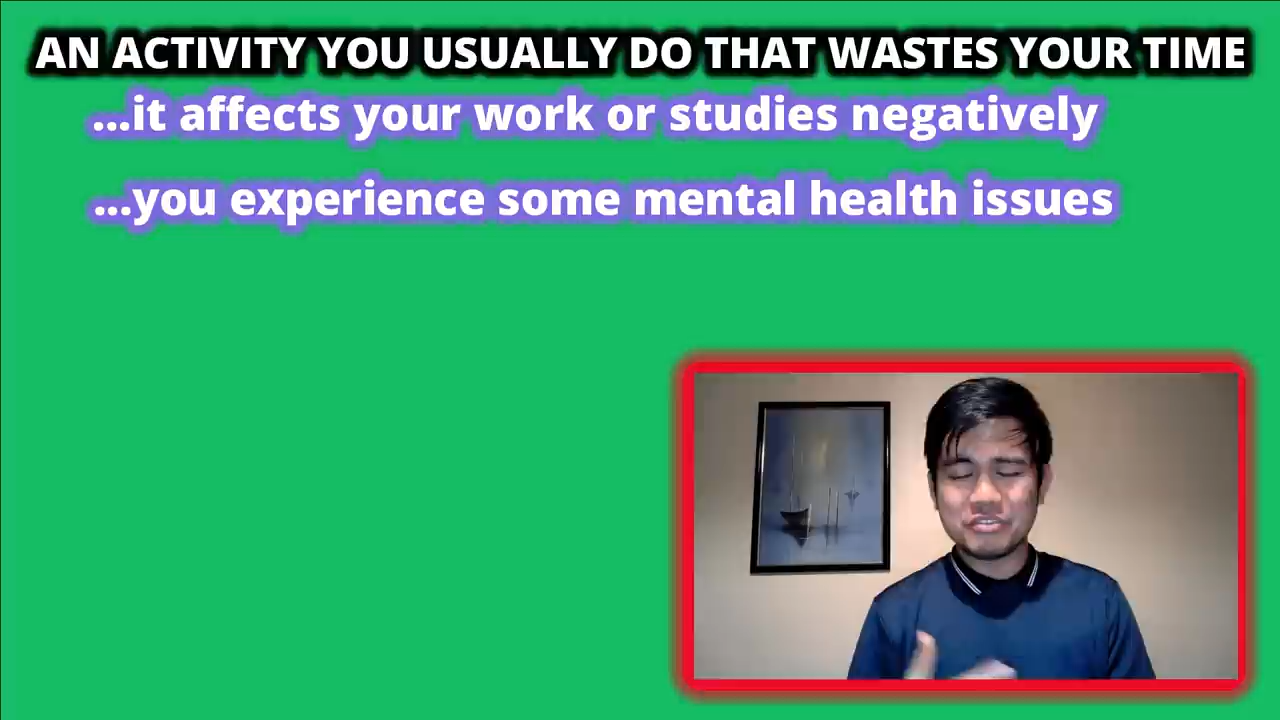 AN ACTIVITY YOU USUALLY DO THAT WASTES YOUR TIME
...it affects your work or studies negatively
...you experience some mental health issues